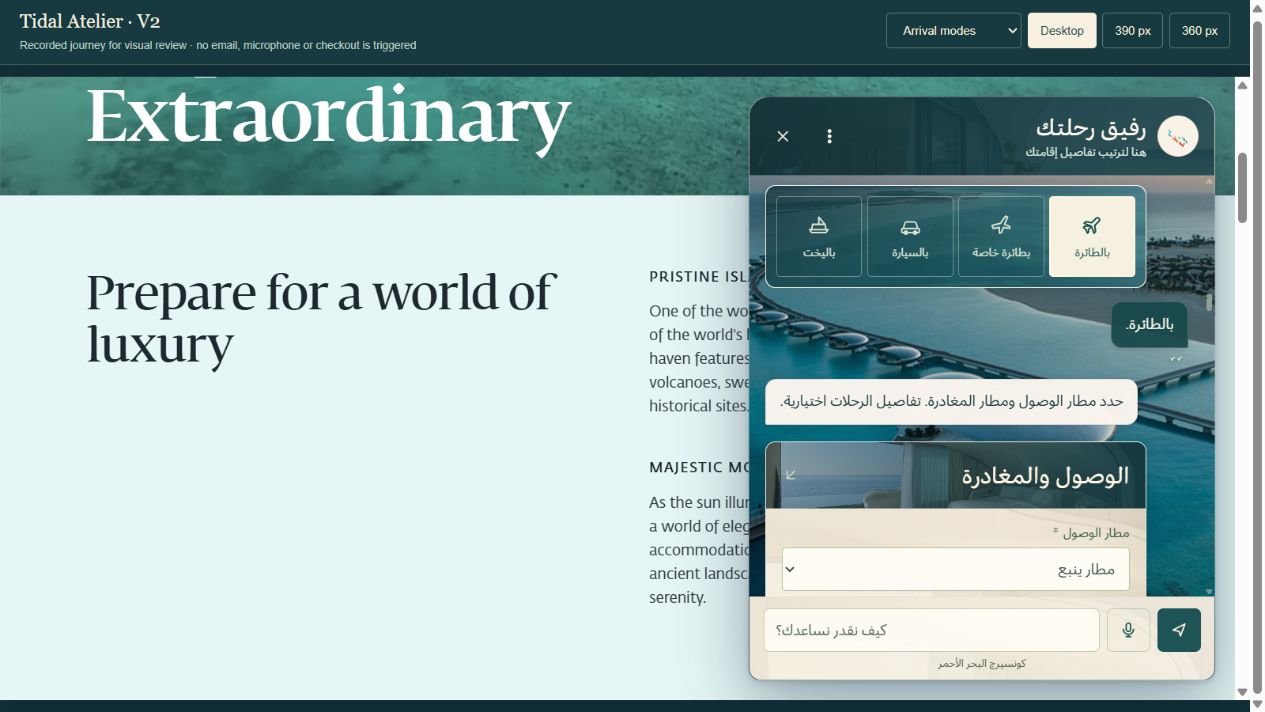 Tidal Atelier · V2
Recorded journey for visual review · no email, microphone or checkout is triggered
Arrival modes
Desktop
390 px
360 px
Extraordinary
Prepare for a world of
luxury
PRISTINE ISL
One of the wo
of the world's
haven features
volcanoes, swe
historical sites.
MAJESTIC MO
As the sun illur
a world of eleg
accommodatio
ancient landsc
serenity.
رفيق رحلتك
هنا لترتيب تفاصيل إقامتك
بالطائرة
بطائرة خاصة
بالسيارة
باليخت
بالطائرة.
حدد مطار الوصول ومطار المغادرة. تفاصيل الرحلات اختيارية.
الوصول والمغادرة
مطار الوصول *
مطار ينبع
كيف نقدر نساعدك؟
كونسيرج البحر الأحمر